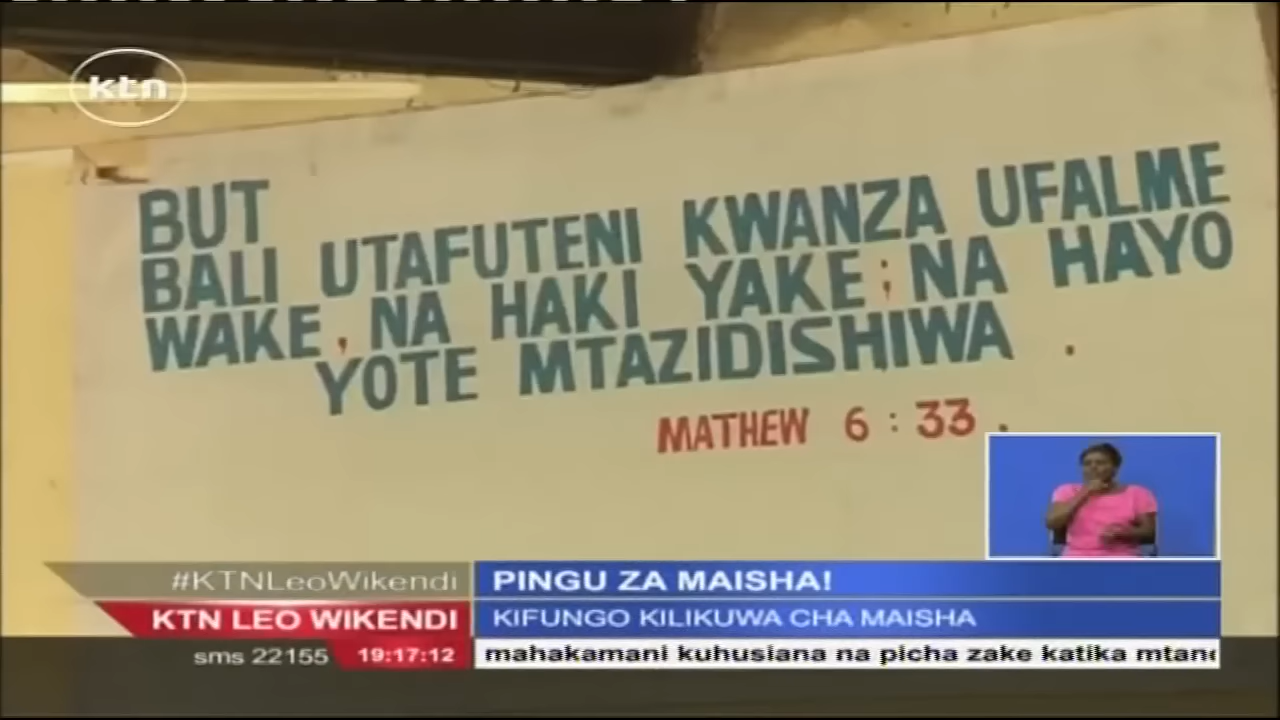 ktn
BUT
BALI UTAFUTENI KWANZA UFALME
WAKE, NA HAKI YAKE; NA HAYO
YOTE MTAZIDISHIWA .
MATHEW 6 : 33 .
#KTNLeoWikendi
PINGU ZA MAISHA!
KTN LEO WIKENDI
KIFUNGO KILIKUWA CHA MAISHA
sms 22155
19:17:12
mahakamani kuhusiana na picha zake katika